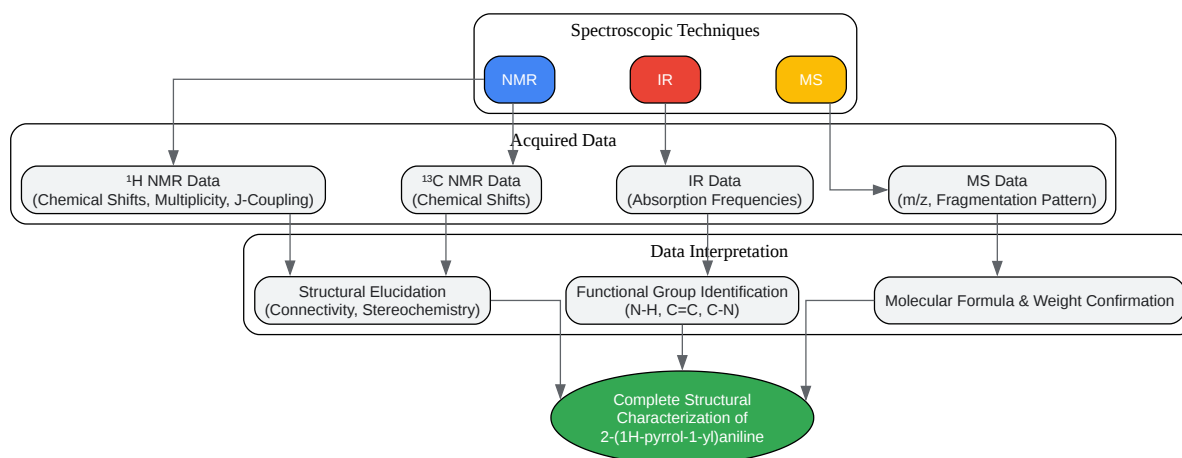 Spectroscopic Techniques
NMR
IR
MS
Acquired Data
¹H NMR Data
(Chemical Shifts, Multiplicity, J-Coupling)
¹³C NMR Data
(Chemical Shifts)
IR Data
(Absorption Frequencies)
MS Data
(m/z, Fragmentation Pattern)
Data Interpretation
Structural Elucidation
(Connectivity, Stereochemistry)
Functional Group Identification
(N-H, C=C, C-N)
Molecular Formula & Weight Confirmation
Complete Structural
Characterization of
2-(1H-pyrrol-1-yl)aniline